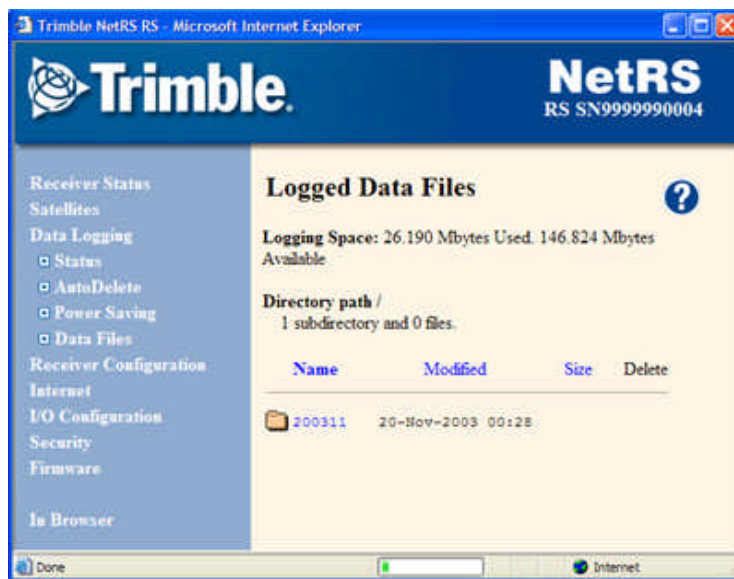 Trimble NetRS RS - Microsoft Internet Explorer
Trimble.
NetRS
RS SN9999990004
Receiver Status
Satellites
Data Logging
Status
AutoDelete
Power Saving
Data Files
Receiver Configuration
Internet
I/O Configuration
Security
Firmware
In Browser
Logged Data Files
?
Logging Space: 26.190 Mbytes Used. 146.824 Mbytes
Available
Directory path /
1 subdirectory and 0 files.
Name Modified Size Delete
200311 20-Nov-2003 00:28
Done
Internet